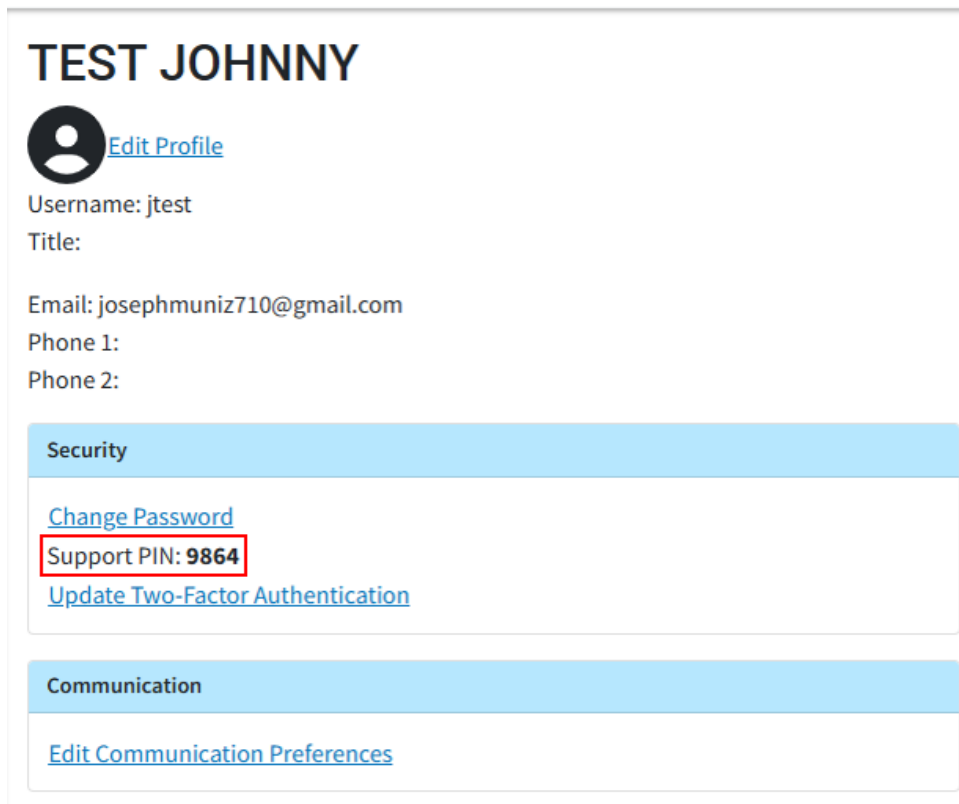 TEST JOHNNY
Edit Profile
Username: jtest
Title:
Email: josephmuniz710@gmail.com
Phone 1:
Phone 2:
Security
Change Password
Support PIN: 9864
Update Two-Factor Authentication
Communication
Edit Communication Preferences